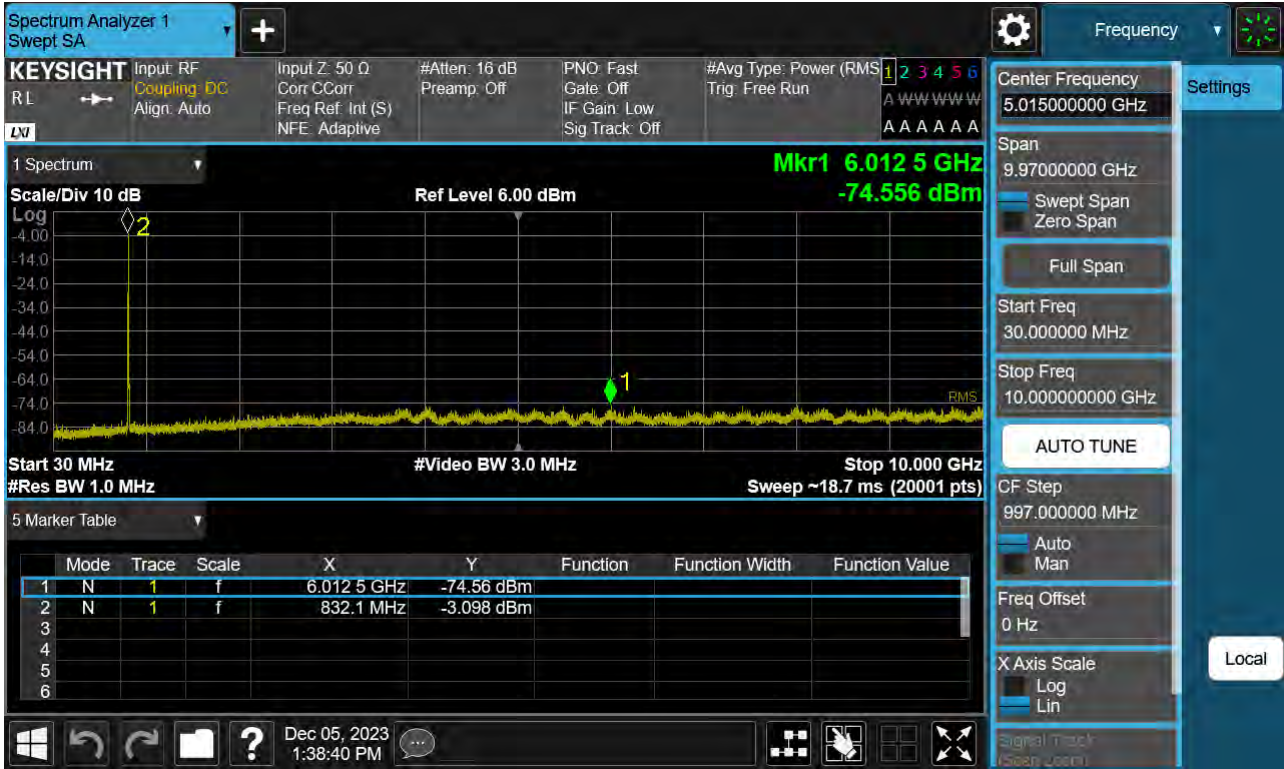 Spectrum Analyzer 1
Swept SA
+
Frequency
KEYSIGHT
RL
LXI
Input: RF
Coupling: DC
Align: Auto
Input Z: 50 Ω
Corr CCorr
Freq Ref: Int (S)
NFE: Adaptive
#Atten: 16 dB
Preamp: Off
PNO: Fast
Gate: Off
IF Gain: Low
Sig Track: Off
#Avg Type: Power (RMS
Trig: Free Run
1 2 3 4 5 6
A W W W W W
A A A A A A
1 Spectrum
Mkr1 6.012 5 GHz
Scale/Div 10 dB
Ref Level 6.00 dBm
-74.556 dBm
Log
2
-4.00
-14.0
-24.0
-34.0
-44.0
-54.0
-64.0
1
-74.0
RMS
-84.0
Start 30 MHz
#Video BW 3.0 MHz
Stop 10.000 GHz
#Res BW 1.0 MHz
Sweep ~18.7 ms (20001 pts)
5 Marker Table
Mode Trace Scale X Y Function Function Width Function Value
1 N 1 f 6.012 5 GHz -74.56 dBm
2 N 1 f 832.1 MHz -3.098 dBm
3
4
5
6
?
Dec 05, 2023
1:38:40 PM
Center Frequency
5.015000000 GHz
Settings
Span
9.97000000 GHz
Swept Span
Zero Span
Full Span
Start Freq
30.000000 MHz
Stop Freq
10.000000000 GHz
AUTO TUNE
CF Step
997.000000 MHz
Auto
Man
Freq Offset
0 Hz
X Axis Scale
Log
Lin
Local
Signal Track
(Span Zoom)